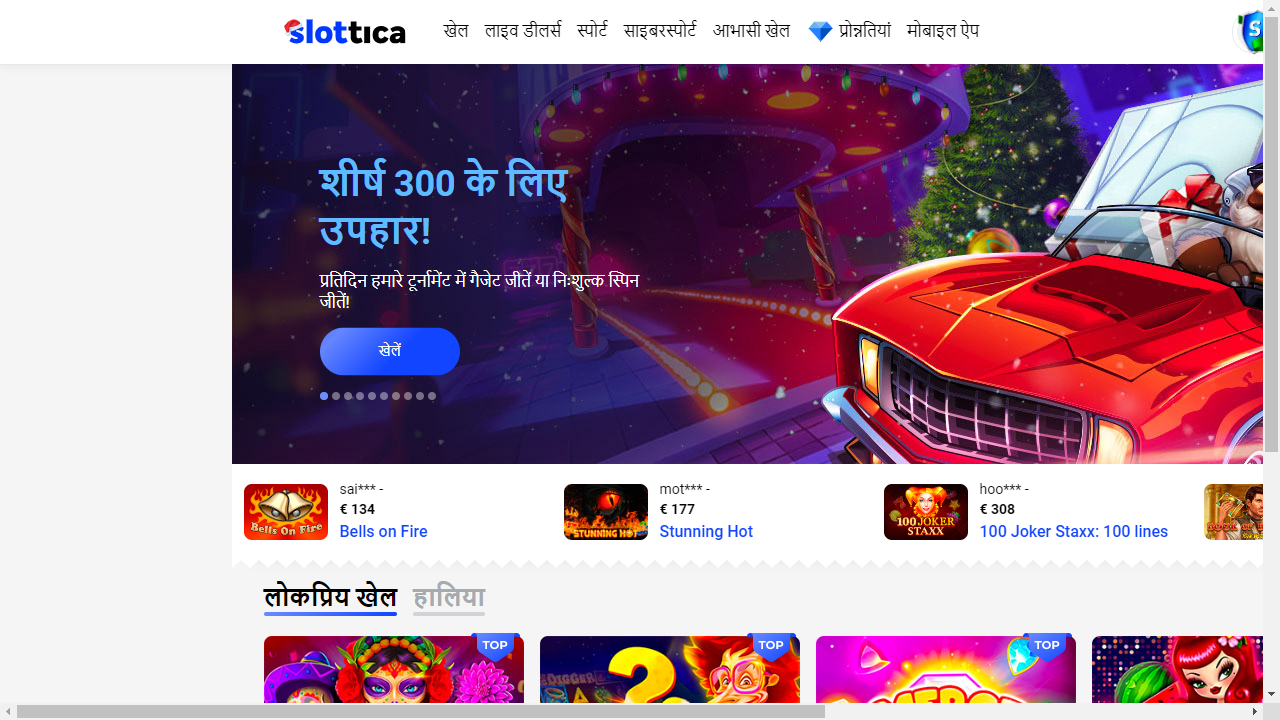 slottica
खेल लाइव डीलर्स स्पोर्ट साइबरस्पोर्ट आभासी खेल प्रोन्नतियां मोबाइल ऐप
शीर्ष 300 के लिए
उपहार!
प्रतिदिन हमारे टूर्नामेंट में गैजेट जीतें या निःशुल्क स्पिन
जीतें!
खेलें
sai*** -
€ 134
Bells on Fire
mot*** -
€ 177
Stunning Hot
hoo*** -
€ 308
100 Joker Staxx: 100 lines
Bells On Fire
STUNNING HOT
100 JOKER
STAXX
लोकप्रिय खेल हालिया
TOP
TOP
TOP